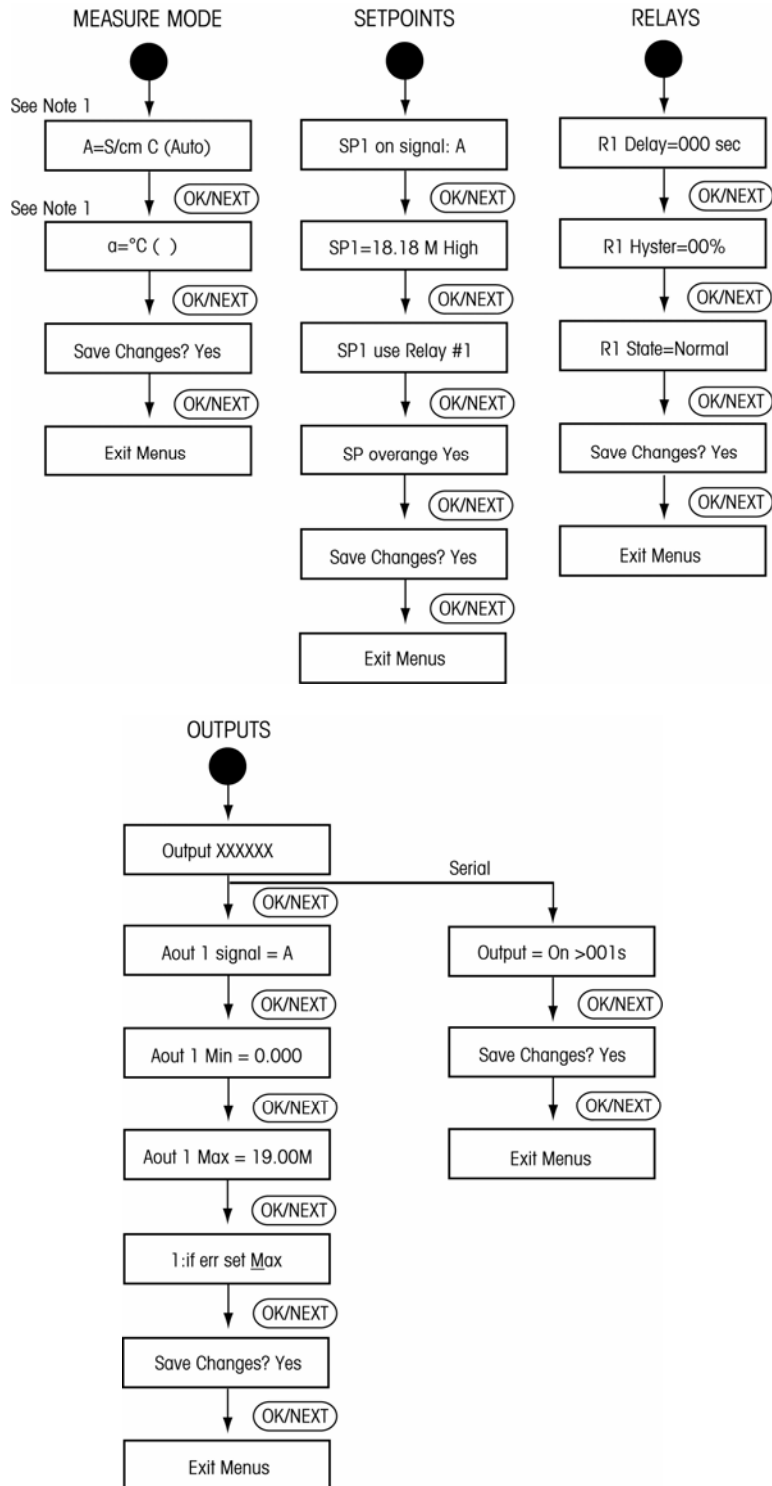 MEASURE MODE
See Note 1
A=S/cm C (Auto)
OK/NEXT
See Note 1
a=°C ( )
OK/NEXT
Save Changes? Yes
OK/NEXT
Exit Menus
SETPOINTS
SP1 on signal: A
OK/NEXT
SP1=18.18 M High
OK/NEXT
SP1 use Relay #1
OK/NEXT
SP overange Yes
OK/NEXT
Save Changes? Yes
OK/NEXT
Exit Menus
RELAYS
R1 Delay=000 sec
OK/NEXT
R1 Hyster=00%
OK/NEXT
R1 State=Normal
OK/NEXT
Save Changes? Yes
OK/NEXT
Exit Menus
OUTPUTS
Output XXXXXX
OK/NEXT
Aout 1 signal = A
OK/NEXT
Aout 1 Min = 0.000
OK/NEXT
Aout 1 Max = 19.00M
OK/NEXT
1:if err set Max
OK/NEXT
Save Changes? Yes
OK/NEXT
Exit Menus
Serial
Output = On >001s
OK/NEXT
Save Changes? Yes
OK/NEXT
Exit Menus